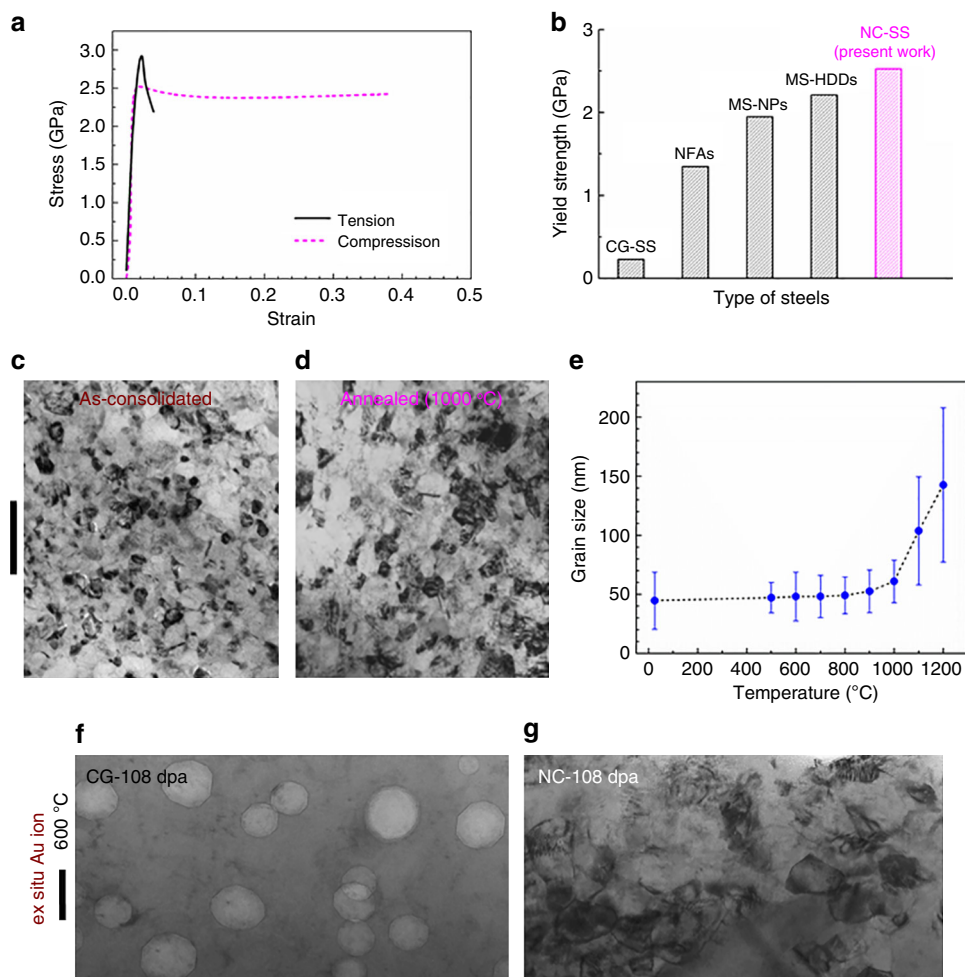 a
3.0
2.5
2.0
1.5
1.0
0.5
0.0
Stress (GPa)
Tension
Compressison
0.0 0.1 0.2 0.3 0.4 0.5
Strain
b
3
2
1
0
Yield strength (GPa)
CG-SS
NFAs
MS-NPs
MS-HDDs
NC-SS
(present work)
Type of steels
c
As-consolidated
d
Annealed (1000 °C)
e
200
150
100
50
0
Grain size (nm)
0 200 400 600 800 1000 1200
Temperature (°C)
f
CG-108 dpa
ex situ Au ion
600 °C
g
NC-108 dpa